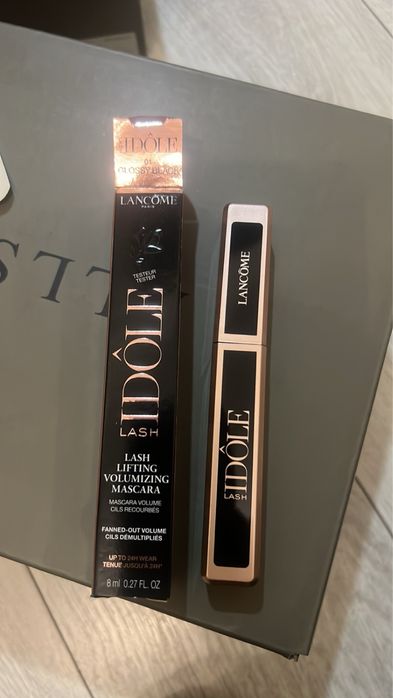 IDÔLE
01
GLOSSY BLACK
LANCÔME
PARIS
TESTEUR
TESTER
IDÔLE
LASH
LASH
LIFTING
VOLUMIZING
MASCARA
MASCARA VOLUME
CILS RECOURBÉS
FANNED-OUT VOLUME
CILS DÉMULTIPLIÉS
UP TO 24H WEAR
TENUE JUSQU'À 24H*
8 ml 0.27 FL. OZ
LANCÔME
IDÔLE
LASH